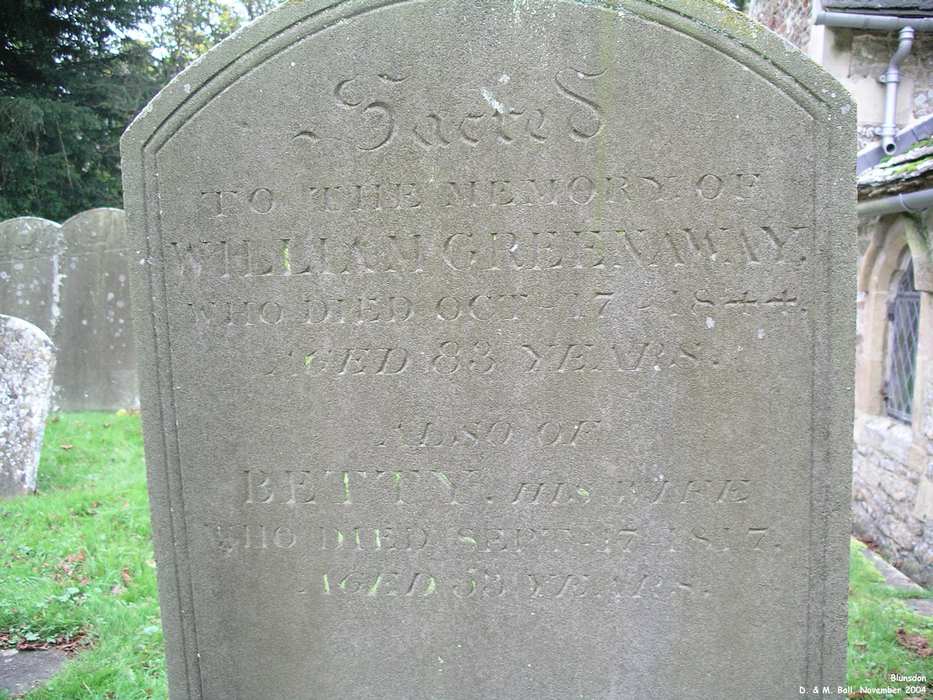 Sacred
TO THE MEMORY OF
WILLIAM GREENAWAY.
WHO DIED OCT - 17 - 1844.
AGED 83 YEARS.
ALSO OF
BETTY. HIS WIFE
WHO DIED SEPT - 17 - 1817
AGED 58 YEARS.
Blunsdon
D. & M. Ball, November 2004